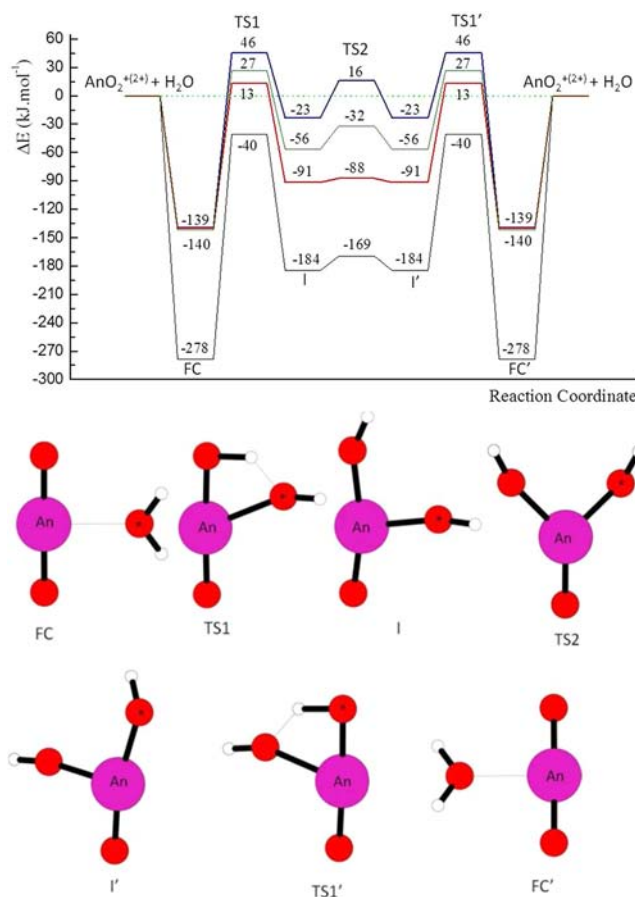 TS1
TS1′
60
46
TS2
46
30
AnO₂⁺⁽²⁺⁾ + H₂O
27
16
27
AnO₂⁺⁽²⁺⁾ + H₂O
0
13
13
-30
-23
-32
-23
-40
-56
-56
-40
-60
-90
-91
-88
-91
-120
-139
-139
-150
-140
-140
-180
-184
-169
-184
-210
I
I′
-240
-270
-278
-278
-300
FC
FC′
ΔE (kJ.mol⁻¹)
Reaction Coordinate
An
*
An
*
An
*
An
*
FC
TS1
I
TS2
An
*
An
*
An
I′
TS1′
FC′